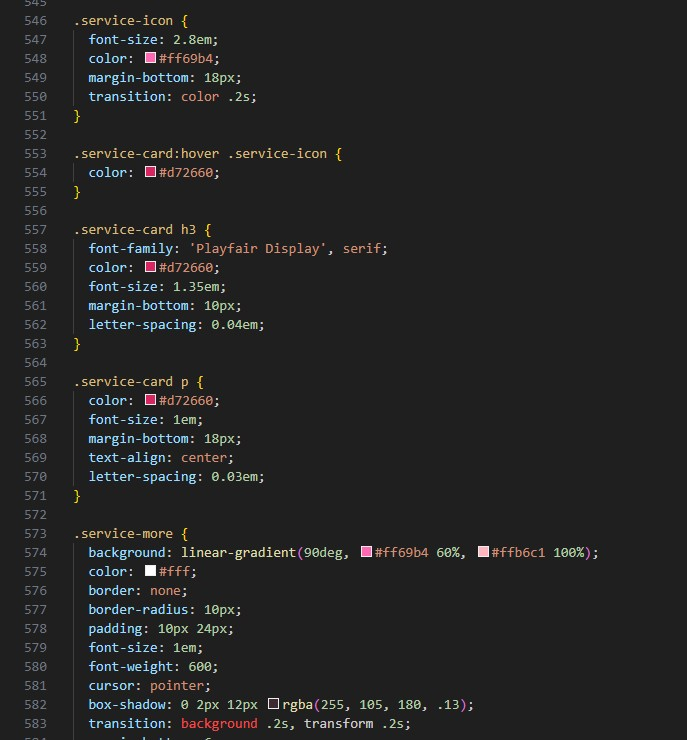 545
546 .service-icon {
547 font-size: 2.8em;
548 color: #ff69b4;
549 margin-bottom: 18px;
550 transition: color .2s;
551 }
552
553 .service-card:hover .service-icon {
554 color: #d72660;
555 }
556
557 .service-card h3 {
558 font-family: 'Playfair Display', serif;
559 color: #d72660;
560 font-size: 1.35em;
561 margin-bottom: 10px;
562 letter-spacing: 0.04em;
563 }
564
565 .service-card p {
566 color: #d72660;
567 font-size: 1em;
568 margin-bottom: 18px;
569 text-align: center;
570 letter-spacing: 0.03em;
571 }
572
573 .service-more {
574 background: linear-gradient(90deg, #ff69b4 60%, #ffb6c1 100%);
575 color: #fff;
576 border: none;
577 border-radius: 10px;
578 padding: 10px 24px;
579 font-size: 1em;
580 font-weight: 600;
581 cursor: pointer;
582 box-shadow: 0 2px 12px rgba(255, 105, 180, .13);
583 transition: background .2s, transform .2s;